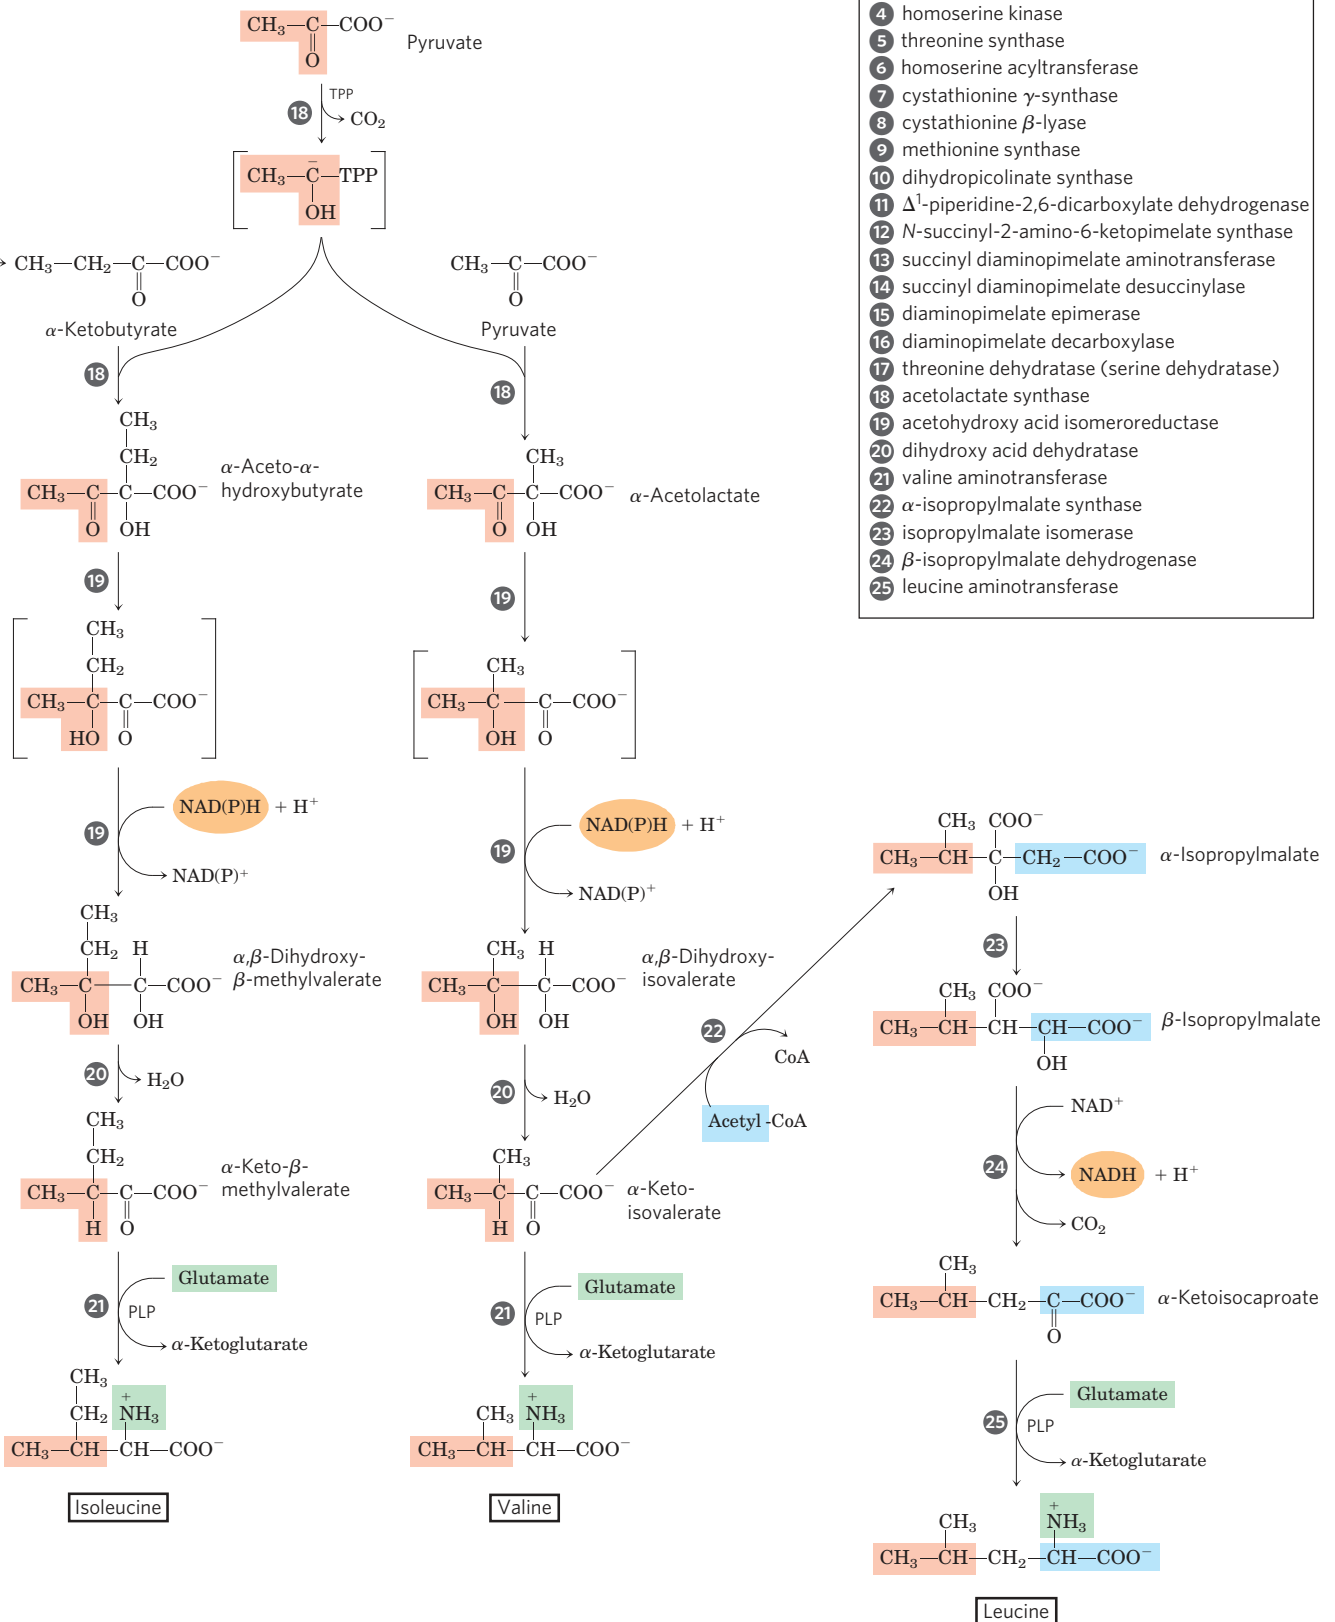 CH₃—C—COO⁻
O
Pyruvate
TPP
18
CO₂
CH₃—C̄—TPP
OH
CH₃—CH₂—C—COO⁻
O
α-Ketobutyrate
CH₃—C—COO⁻
O
Pyruvate
18
18
CH₃
CH₂
CH₃—C—C—COO⁻
O OH
α-Aceto-α-
hydroxybutyrate
CH₃
CH₃—C—C—COO⁻
O OH
α-Acetolactate
19
19
CH₃
CH₂
CH₃—C—C—COO⁻
HO O
CH₃
CH₃—C—C—COO⁻
OH O
19
NAD(P)H + H⁺
NAD(P)⁺
19
NAD(P)H + H⁺
NAD(P)⁺
CH₃
CH₂ H
CH₃—C—C—COO⁻
OH OH
α,β-Dihydroxy-
β-methylvalerate
CH₃ H
CH₃—C—C—COO⁻
OH OH
α,β-Dihydroxy-
isovalerate
20
H₂O
20
H₂O
CH₃
CH₂
CH₃—C—C—COO⁻
H O
α-Keto-β-
methylvalerate
CH₃
CH₃—C—C—COO⁻
H O
α-Keto-
isovalerate
21
Glutamate
PLP
α-Ketoglutarate
21
Glutamate
PLP
α-Ketoglutarate
CH₃
+
CH₂ NH₃
CH₃—CH—CH—COO⁻
Isoleucine
+
CH₃ NH₃
CH₃—CH—CH—COO⁻
Valine
22
CoA
Acetyl-CoA
4 homoserine kinase
5 threonine synthase
6 homoserine acyltransferase
7 cystathionine γ-synthase
8 cystathionine β-lyase
9 methionine synthase
10 dihydropicolinate synthase
11 Δ¹-piperidine-2,6-dicarboxylate dehydrogenase
12 N-succinyl-2-amino-6-ketopimelate synthase
13 succinyl diaminopimelate aminotransferase
14 succinyl diaminopimelate desuccinylase
15 diaminopimelate epimerase
16 diaminopimelate decarboxylase
17 threonine dehydratase (serine dehydratase)
18 acetolactate synthase
19 acetohydroxy acid isomeroreductase
20 dihydroxy acid dehydratase
21 valine aminotransferase
22 α-isopropylmalate synthase
23 isopropylmalate isomerase
24 β-isopropylmalate dehydrogenase
25 leucine aminotransferase
CH₃ COO⁻
CH₃—CH—C—CH₂—COO⁻
OH
α-Isopropylmalate
23
CH₃ COO⁻
CH₃—CH—CH—CH—COO⁻
OH
β-Isopropylmalate
NAD⁺
24
NADH + H⁺
CO₂
CH₃
CH₃—CH—CH₂—C—COO⁻
O
α-Ketoisocaproate
Glutamate
25
PLP
α-Ketoglutarate
+
CH₃ NH₃
CH₃—CH—CH₂—CH—COO⁻
Leucine